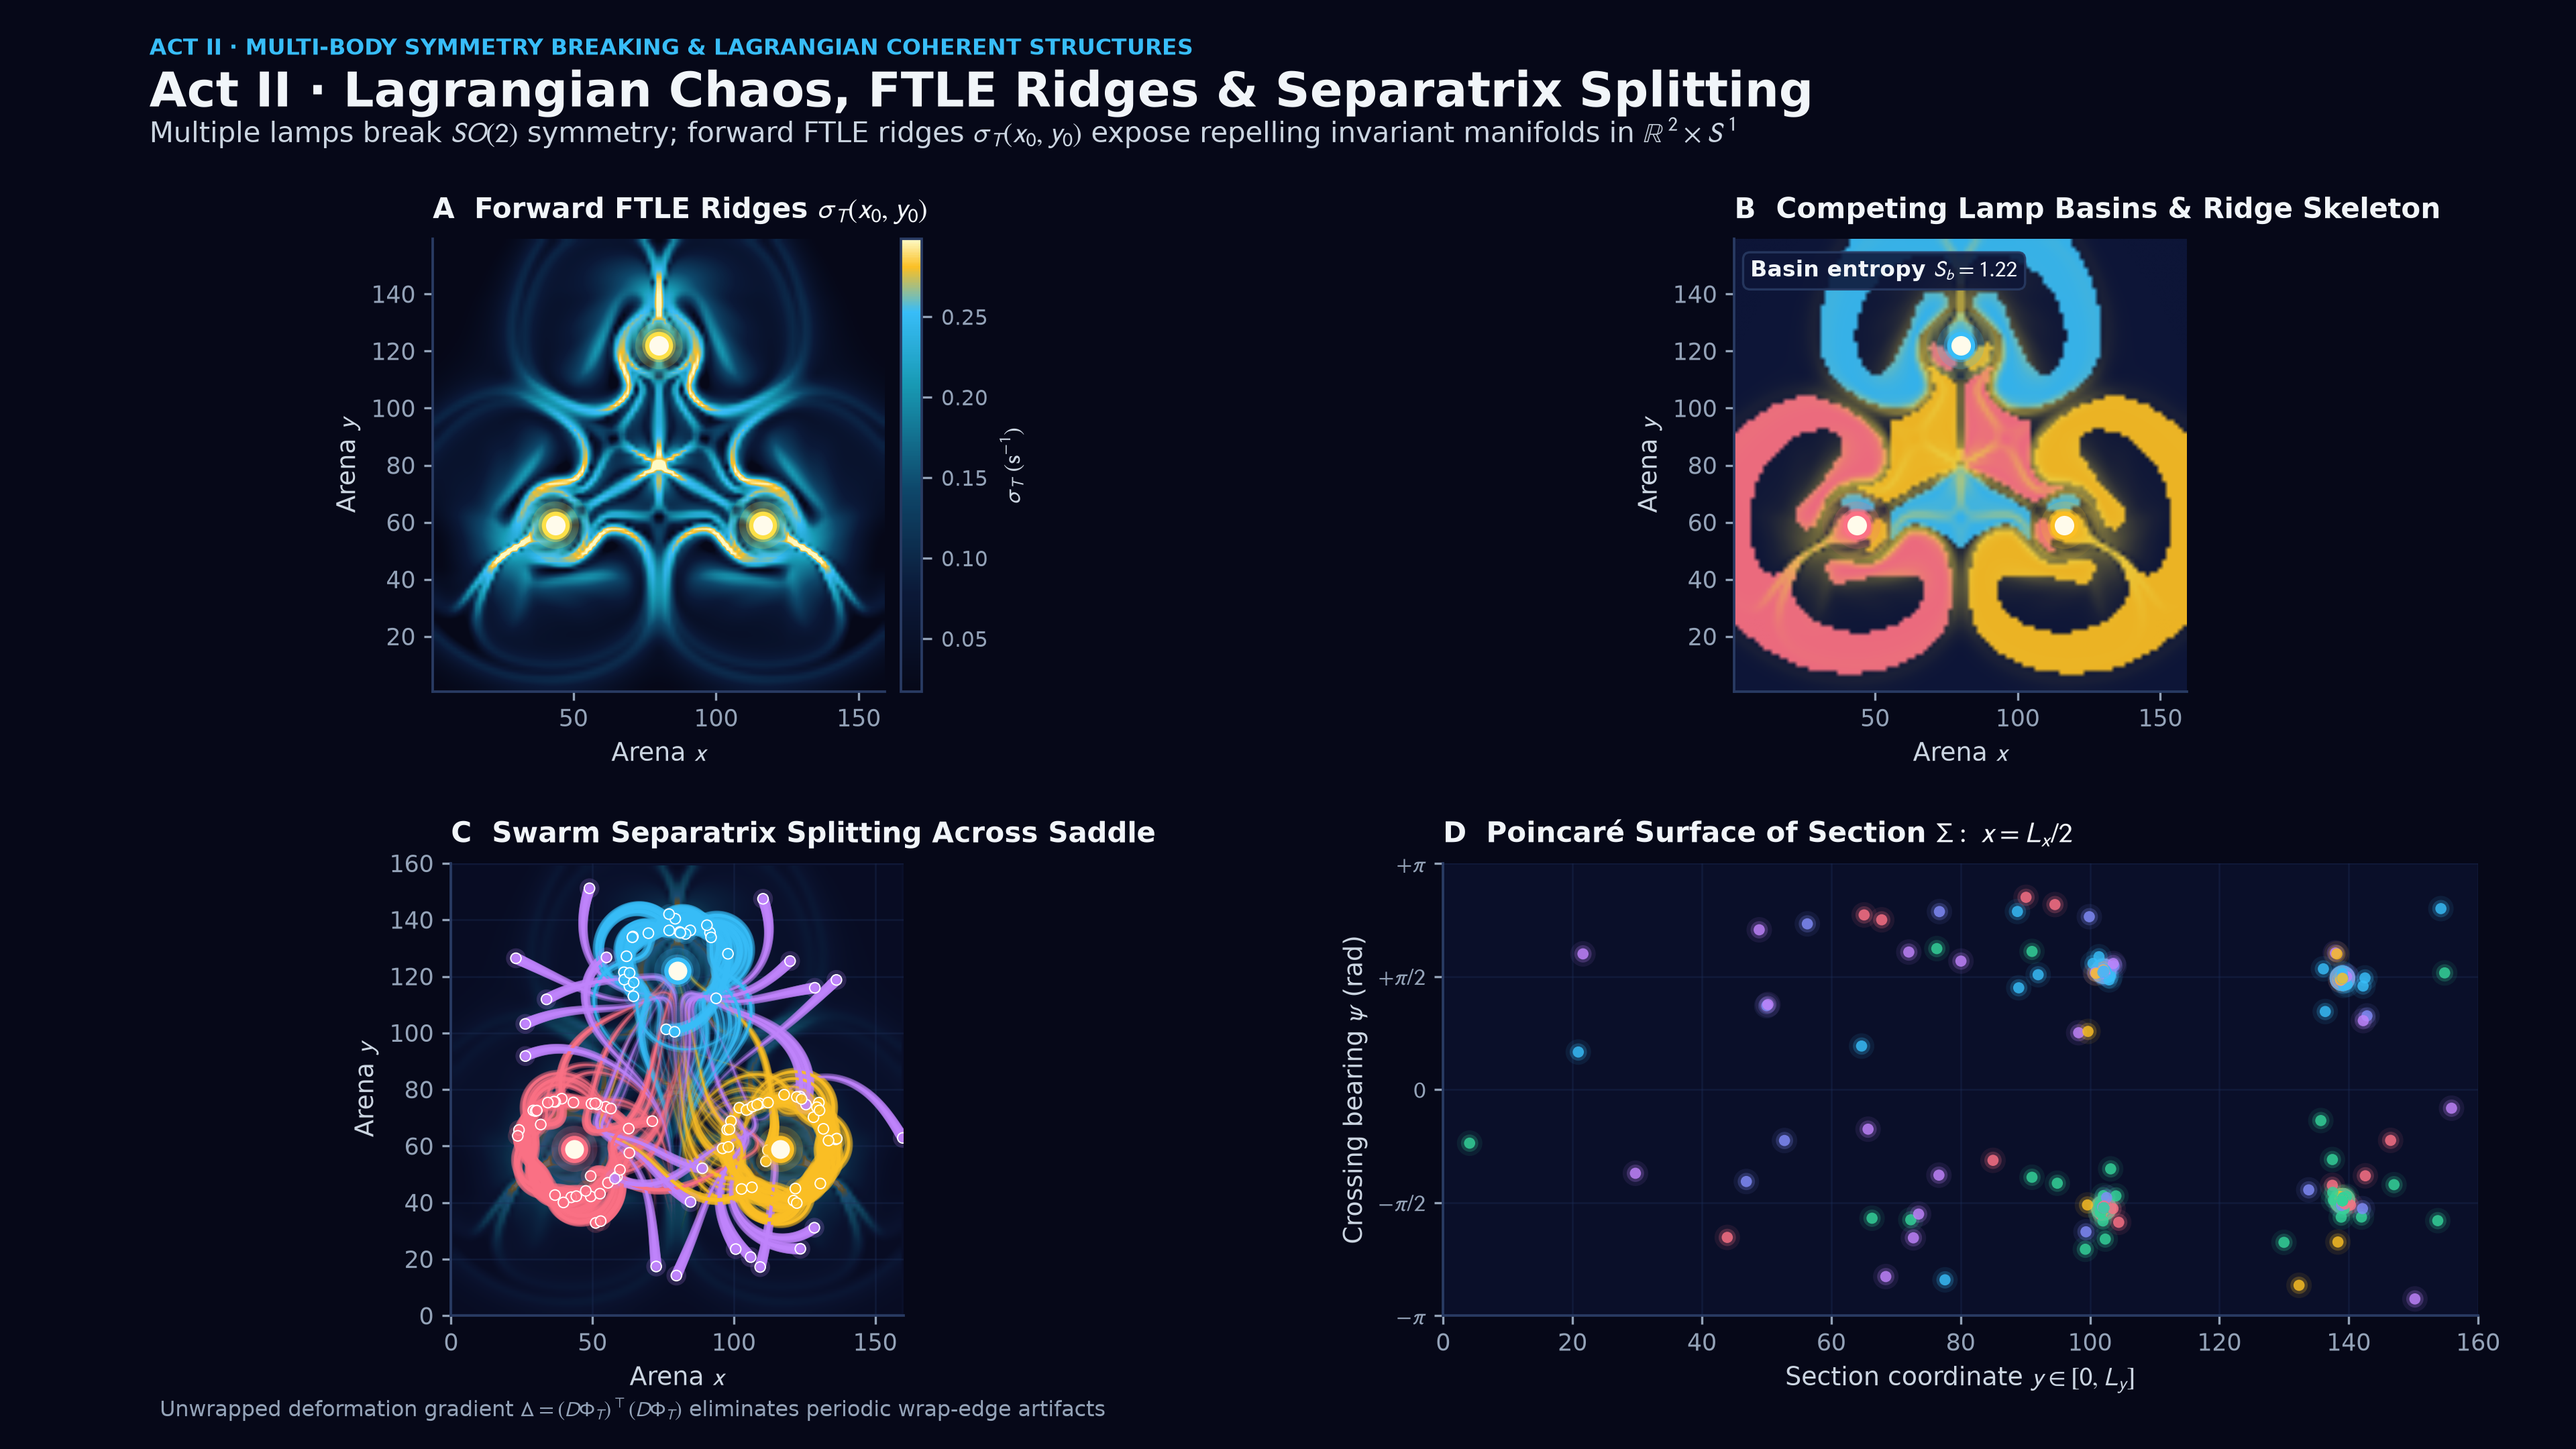 ACT II · MULTI-BODY SYMMETRY BREAKING & LAGRANGIAN COHERENT STRUCTURES
Act II · Lagrangian Chaos, FTLE Ridges & Separatrix Splitting
Multiple lamps break SO(2) symmetry; forward FTLE ridges σ_T(x₀, y₀) expose repelling invariant manifolds in ℝ² × S¹
A Forward FTLE Ridges σ_T(x₀, y₀)
Arena y
140
120
100
80
60
40
20
50 100 150
Arena x
0.25
0.20
0.15
0.10
0.05
σ_T (s⁻¹)
B Competing Lamp Basins & Ridge Skeleton
Basin entropy S_b = 1.22
Arena y
140
120
100
80
60
40
20
50 100 150
Arena x
C Swarm Separatrix Splitting Across Saddle
Arena y
160
140
120
100
80
60
40
20
0
0 50 100 150
Arena x
D Poincaré Surface of Section Σ : x = Lₓ/2
Crossing bearing ψ (rad)
+π
+π/2
0
−π/2
−π
0 20 40 60 80 100 120 140 160
Section coordinate y ∈ [0, L_y]
Unwrapped deformation gradient Δ = (DΦ_T)^⊤(DΦ_T) eliminates periodic wrap-edge artifacts